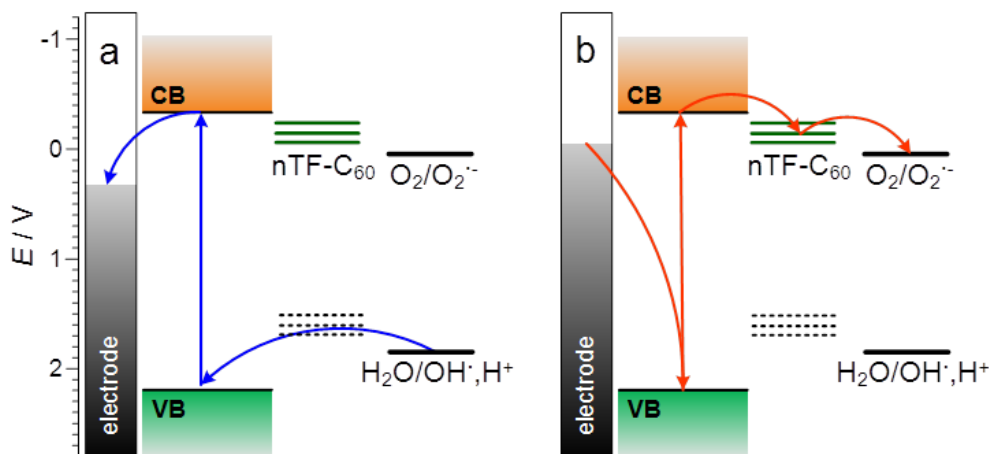 a
b
-1
0
1
2
E / V
CB
CB
nTF-C₆₀
O₂/O₂·⁻
nTF-C₆₀
O₂/O₂·⁻
electrode
VB
H₂O/OH·,H⁺
electrode
VB
H₂O/OH·,H⁺